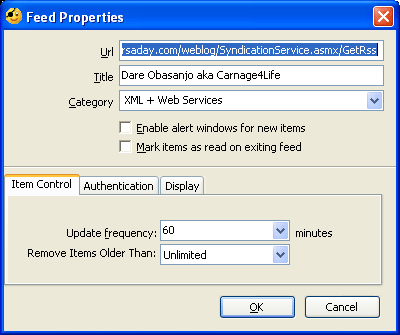 Feed Properties
Url rsaday.com/weblog/SyndicationService.asmx/GetRss
Title Dare Obasanjo aka Carnage4Life
Category XML + Web Services
Enable alert windows for new items
Mark items as read on exiting feed
Item Control Authentication Display
Update frequency: 60 minutes
Remove Items Older Than: Unlimited
OK Cancel